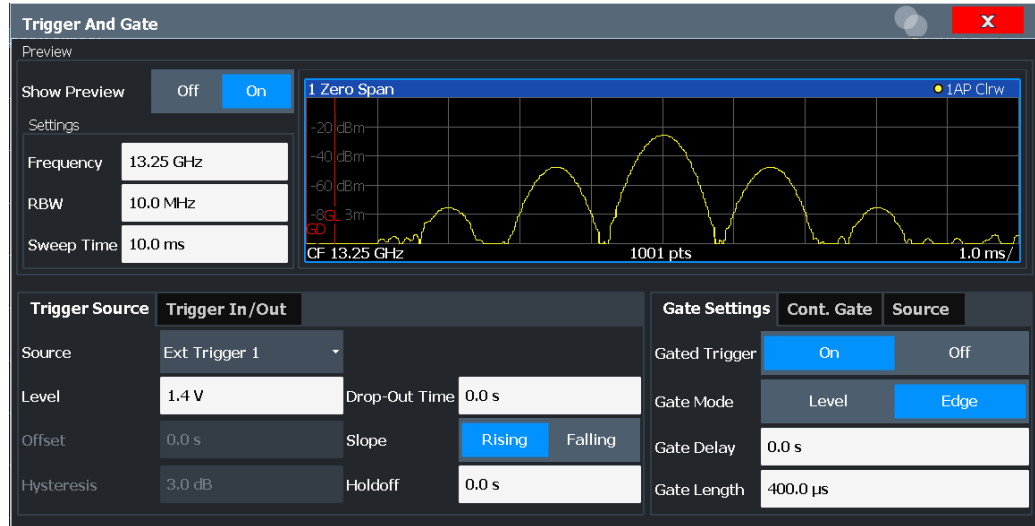 Trigger And Gate X
Preview
Show Preview Off On
Settings
Frequency 13.25 GHz
RBW 10.0 MHz
Sweep Time 10.0 ms
1 Zero Span 1AP Clrw
-20 dBm
-40 dBm
-60 dBm
GL
GD
CF 13.25 GHz 1001 pts 1.0 ms/
Trigger Source Trigger In/Out
Source Ext Trigger 1
Level 1.4 V Drop-Out Time 0.0 s
Offset 0.0 s Slope Rising Falling
Hysteresis 3.0 dB Holdoff 0.0 s
Gate Settings Cont. Gate Source
Gated Trigger On Off
Gate Mode Level Edge
Gate Delay 0.0 s
Gate Length 400.0 µs